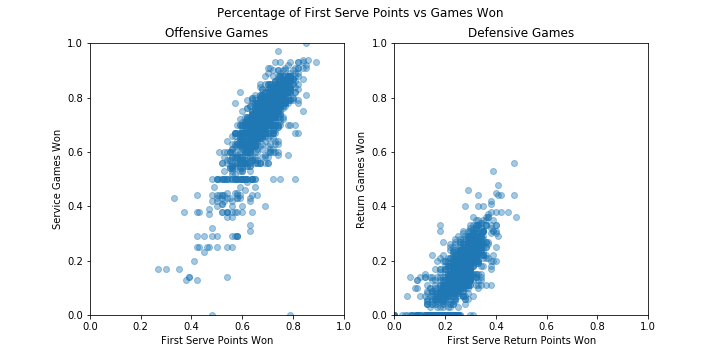 Percentage of First Serve Points vs Games Won
Offensive Games
Defensive Games
1.0
0.8
0.6
0.4
0.2
0.0
Service Games Won
0.0 0.2 0.4 0.6 0.8 1.0
First Serve Points Won
1.0
0.8
0.6
0.4
0.2
0.0
Return Games Won
0.0 0.2 0.4 0.6 0.8 1.0
First Serve Return Points Won